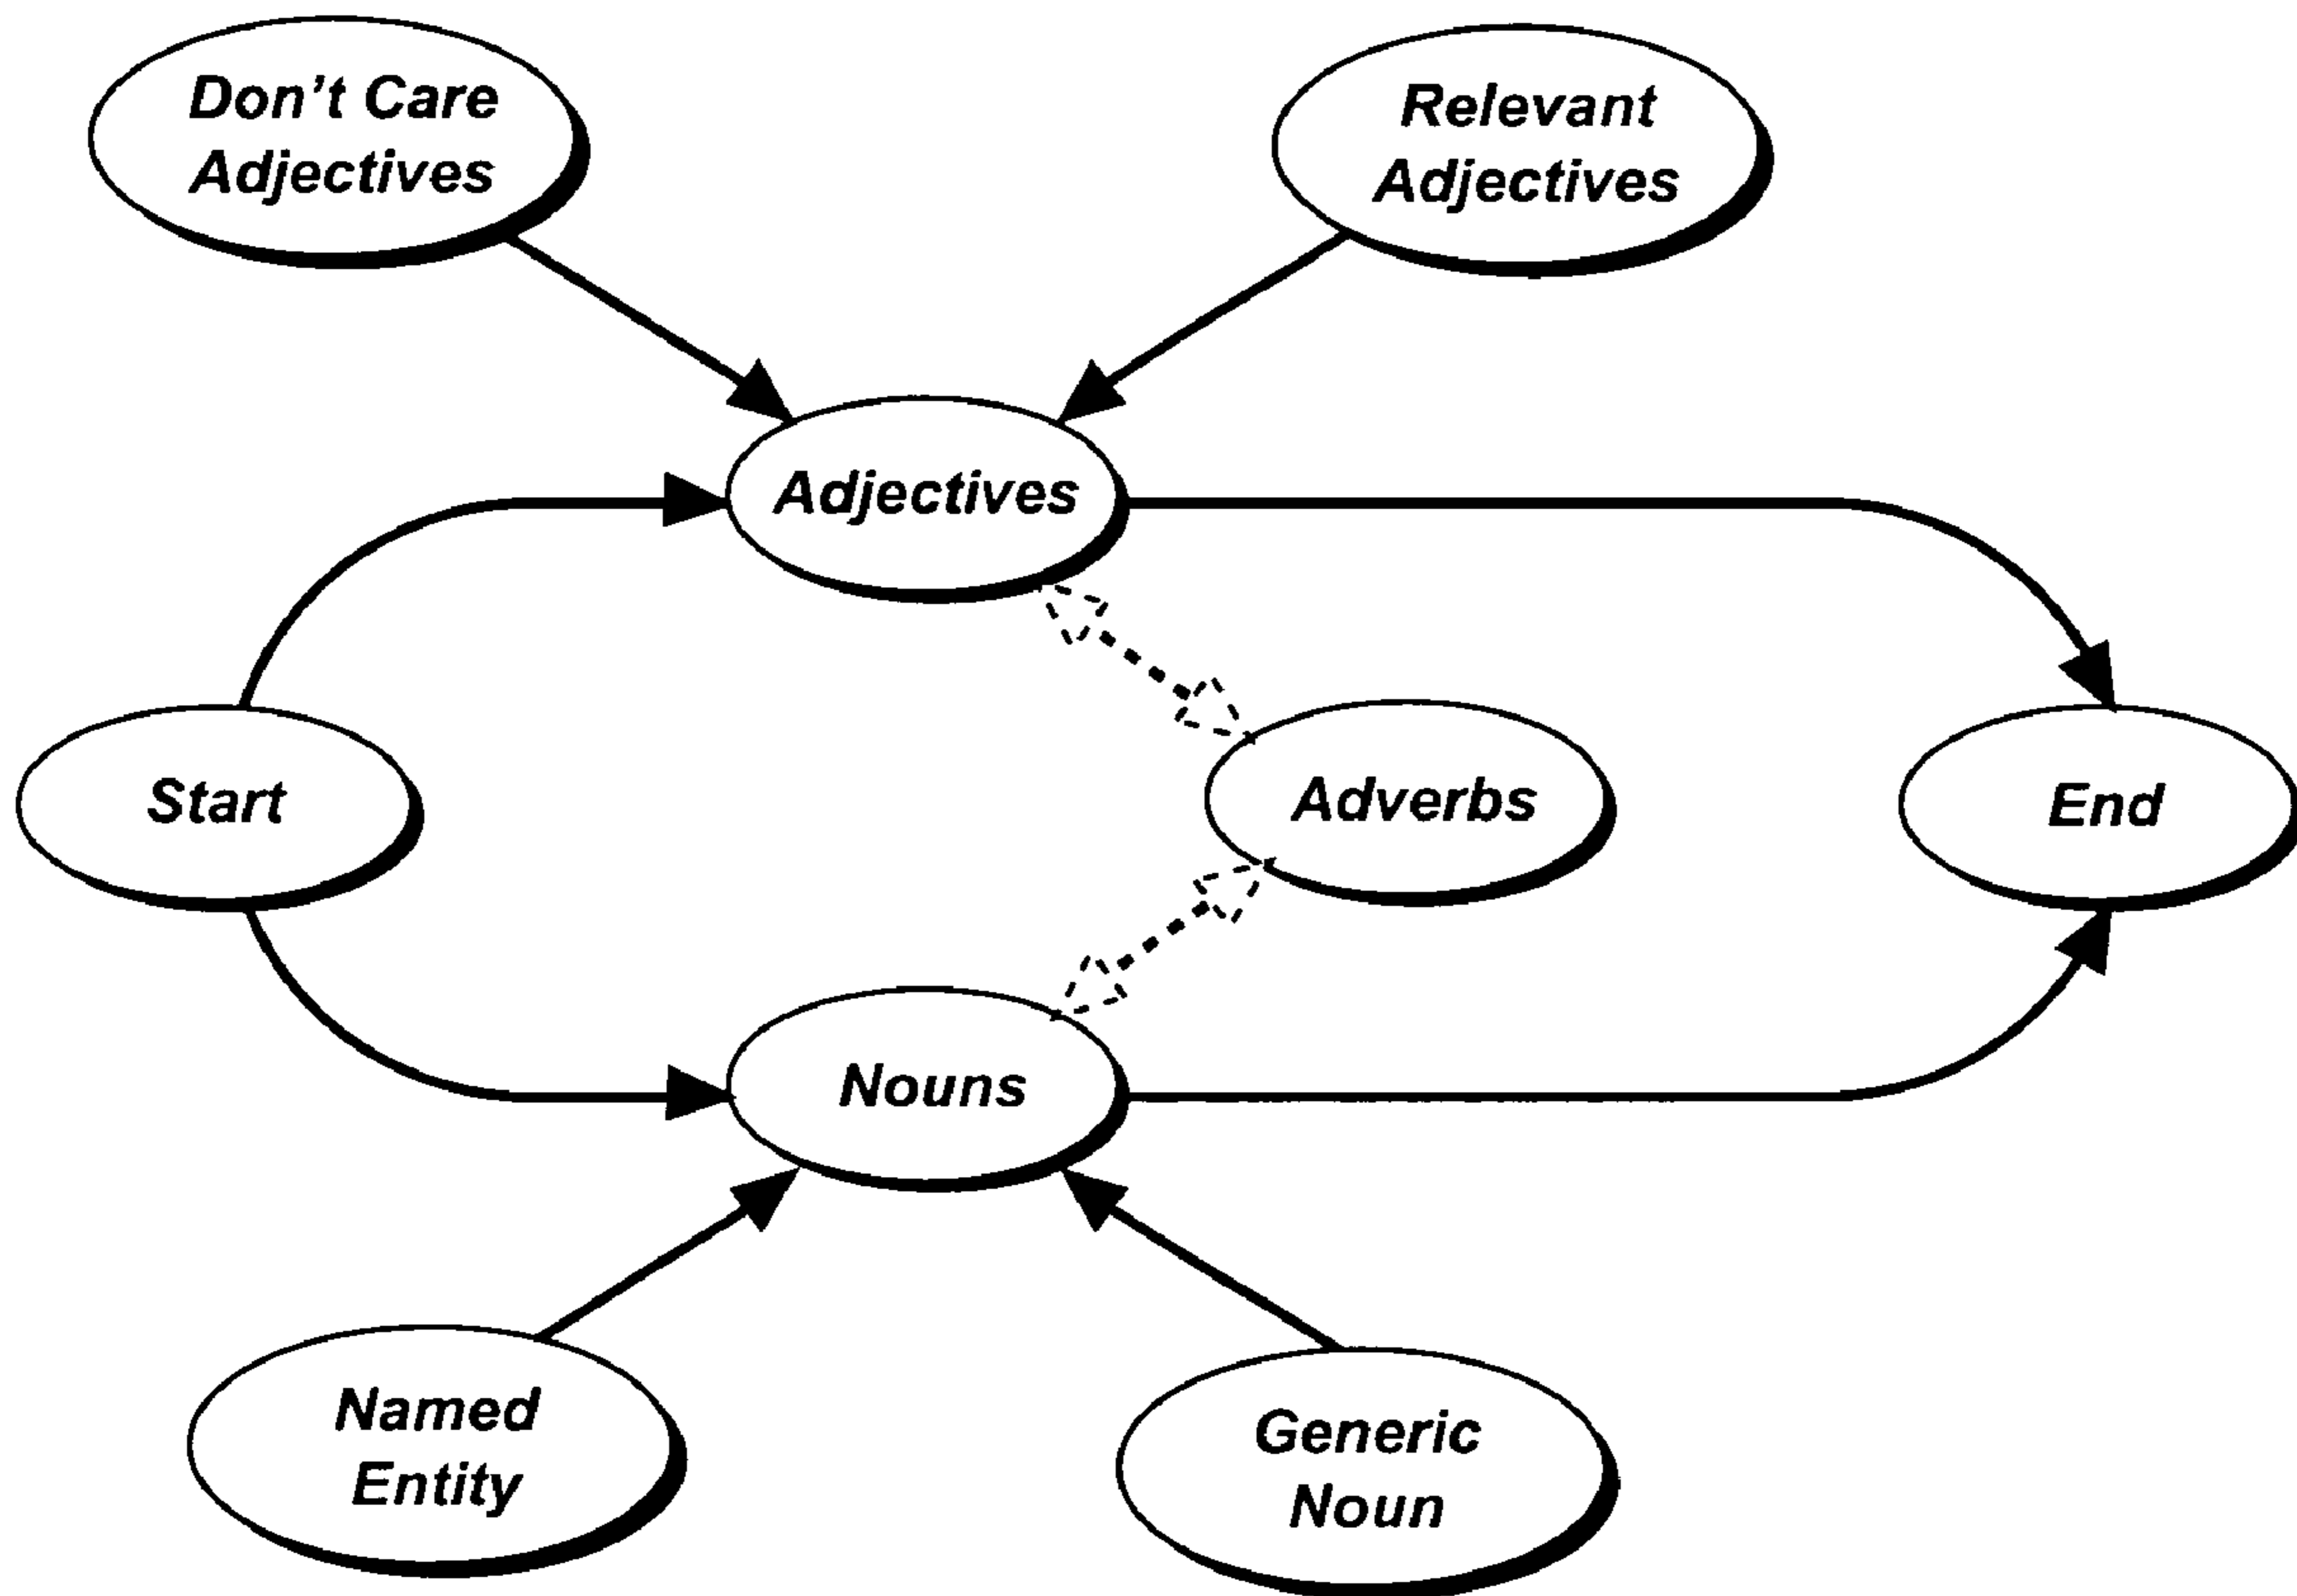 Don't Care
Adjectives
Relevant
Adjectives
Adjectives
Start
Adverbs
End
Nouns
Named
Entity
Generic
Noun